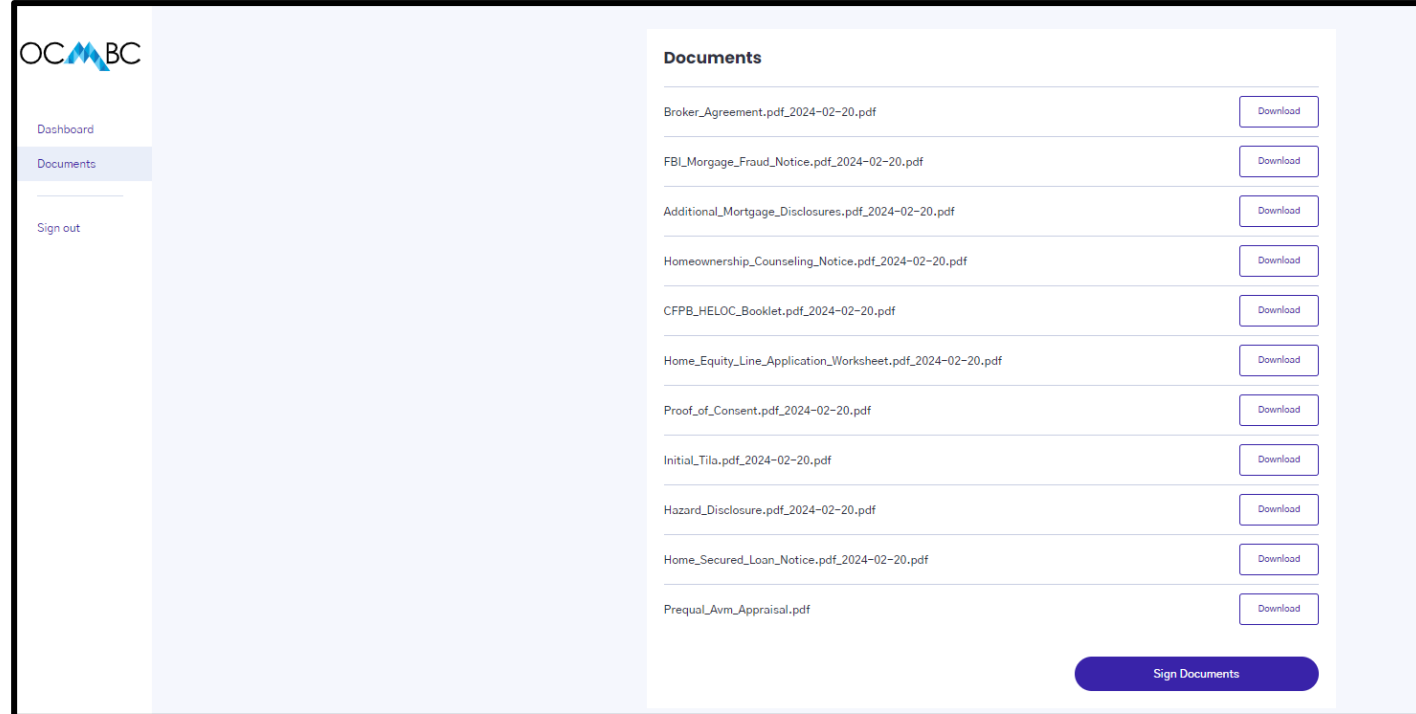 OCMBC
Dashboard
Documents
Sign out
Documents
Broker_Agreement.pdf_2024-02-20.pdf Download
FBI_Morgage_Fraud_Notice.pdf_2024-02-20.pdf Download
Additional_Mortgage_Disclosures.pdf_2024-02-20.pdf Download
Homeownership_Counseling_Notice.pdf_2024-02-20.pdf Download
CFPB_HELOC_Booklet.pdf_2024-02-20.pdf Download
Home_Equity_Line_Application_Worksheet.pdf_2024-02-20.pdf Download
Proof_of_Consent.pdf_2024-02-20.pdf Download
Initial_Tila.pdf_2024-02-20.pdf Download
Hazard_Disclosure.pdf_2024-02-20.pdf Download
Home_Secured_Loan_Notice.pdf_2024-02-20.pdf Download
Prequal_Avm_Appraisal.pdf Download
Sign Documents